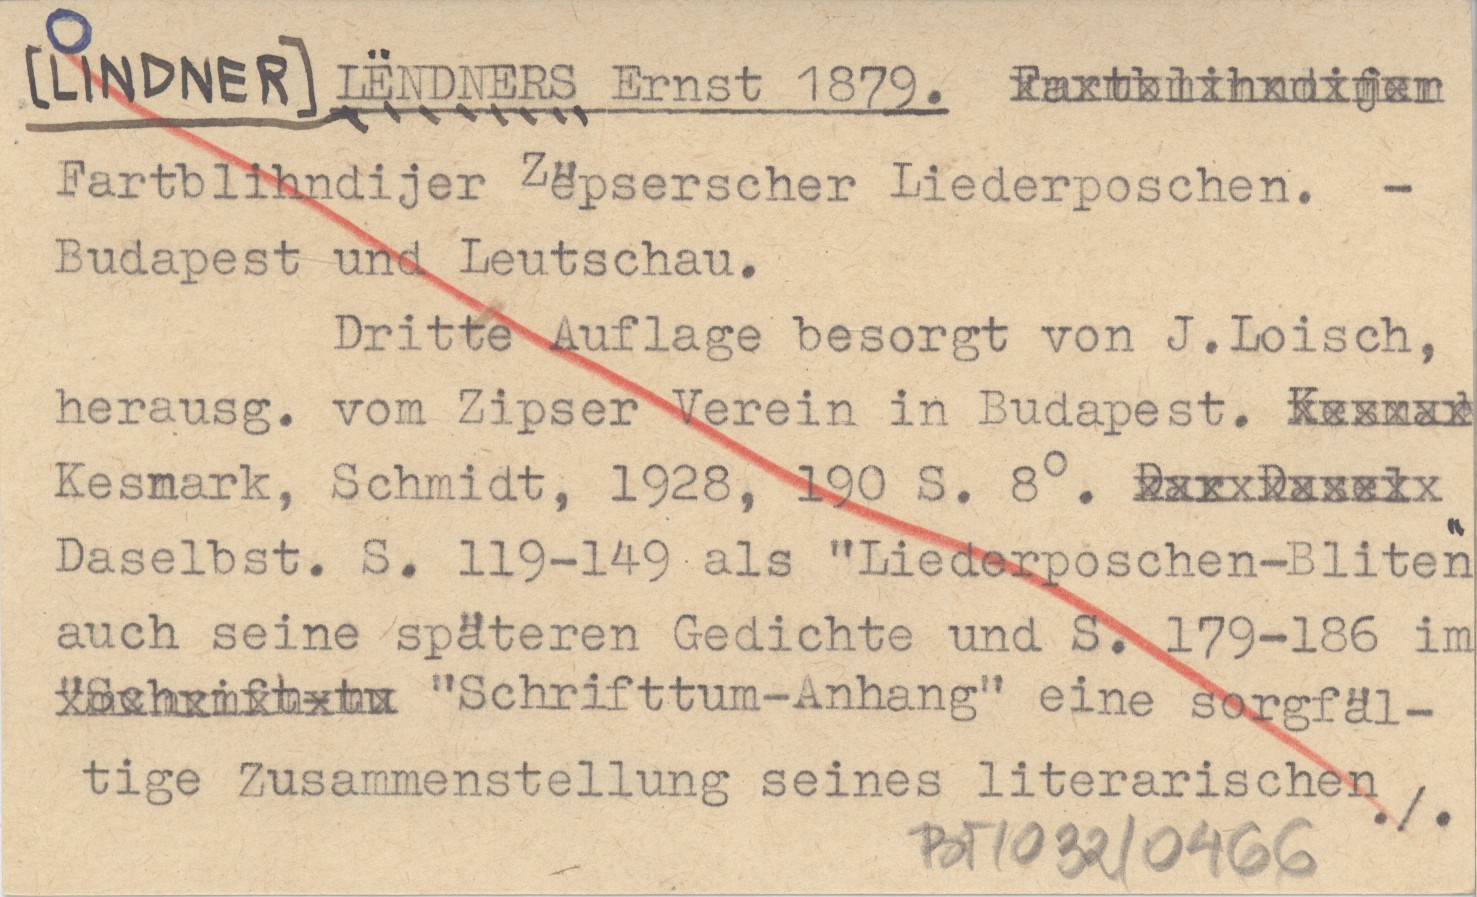 [LINDNER] LËNDNERS Ernst 1879. Fartblihndijer
Fartblihndijer Zëpserscher Liederposchen. -
Budapest und Leutschau.
Dritte Auflage besorgt von J.Loisch,
herausg. vom Zipser Verein in Budapest. Kesmark
Kesmark, Schmidt, 1928, 190 S. 8°.
Daselbst. S. 119-149 als "Liederposchen-Bliten"
auch seine späteren Gedichte und S. 179-186 im
"Schrifttum-Anhang" eine sorgfäl-
tige Zusammenstellung seines literarischen ./.
1032/0466